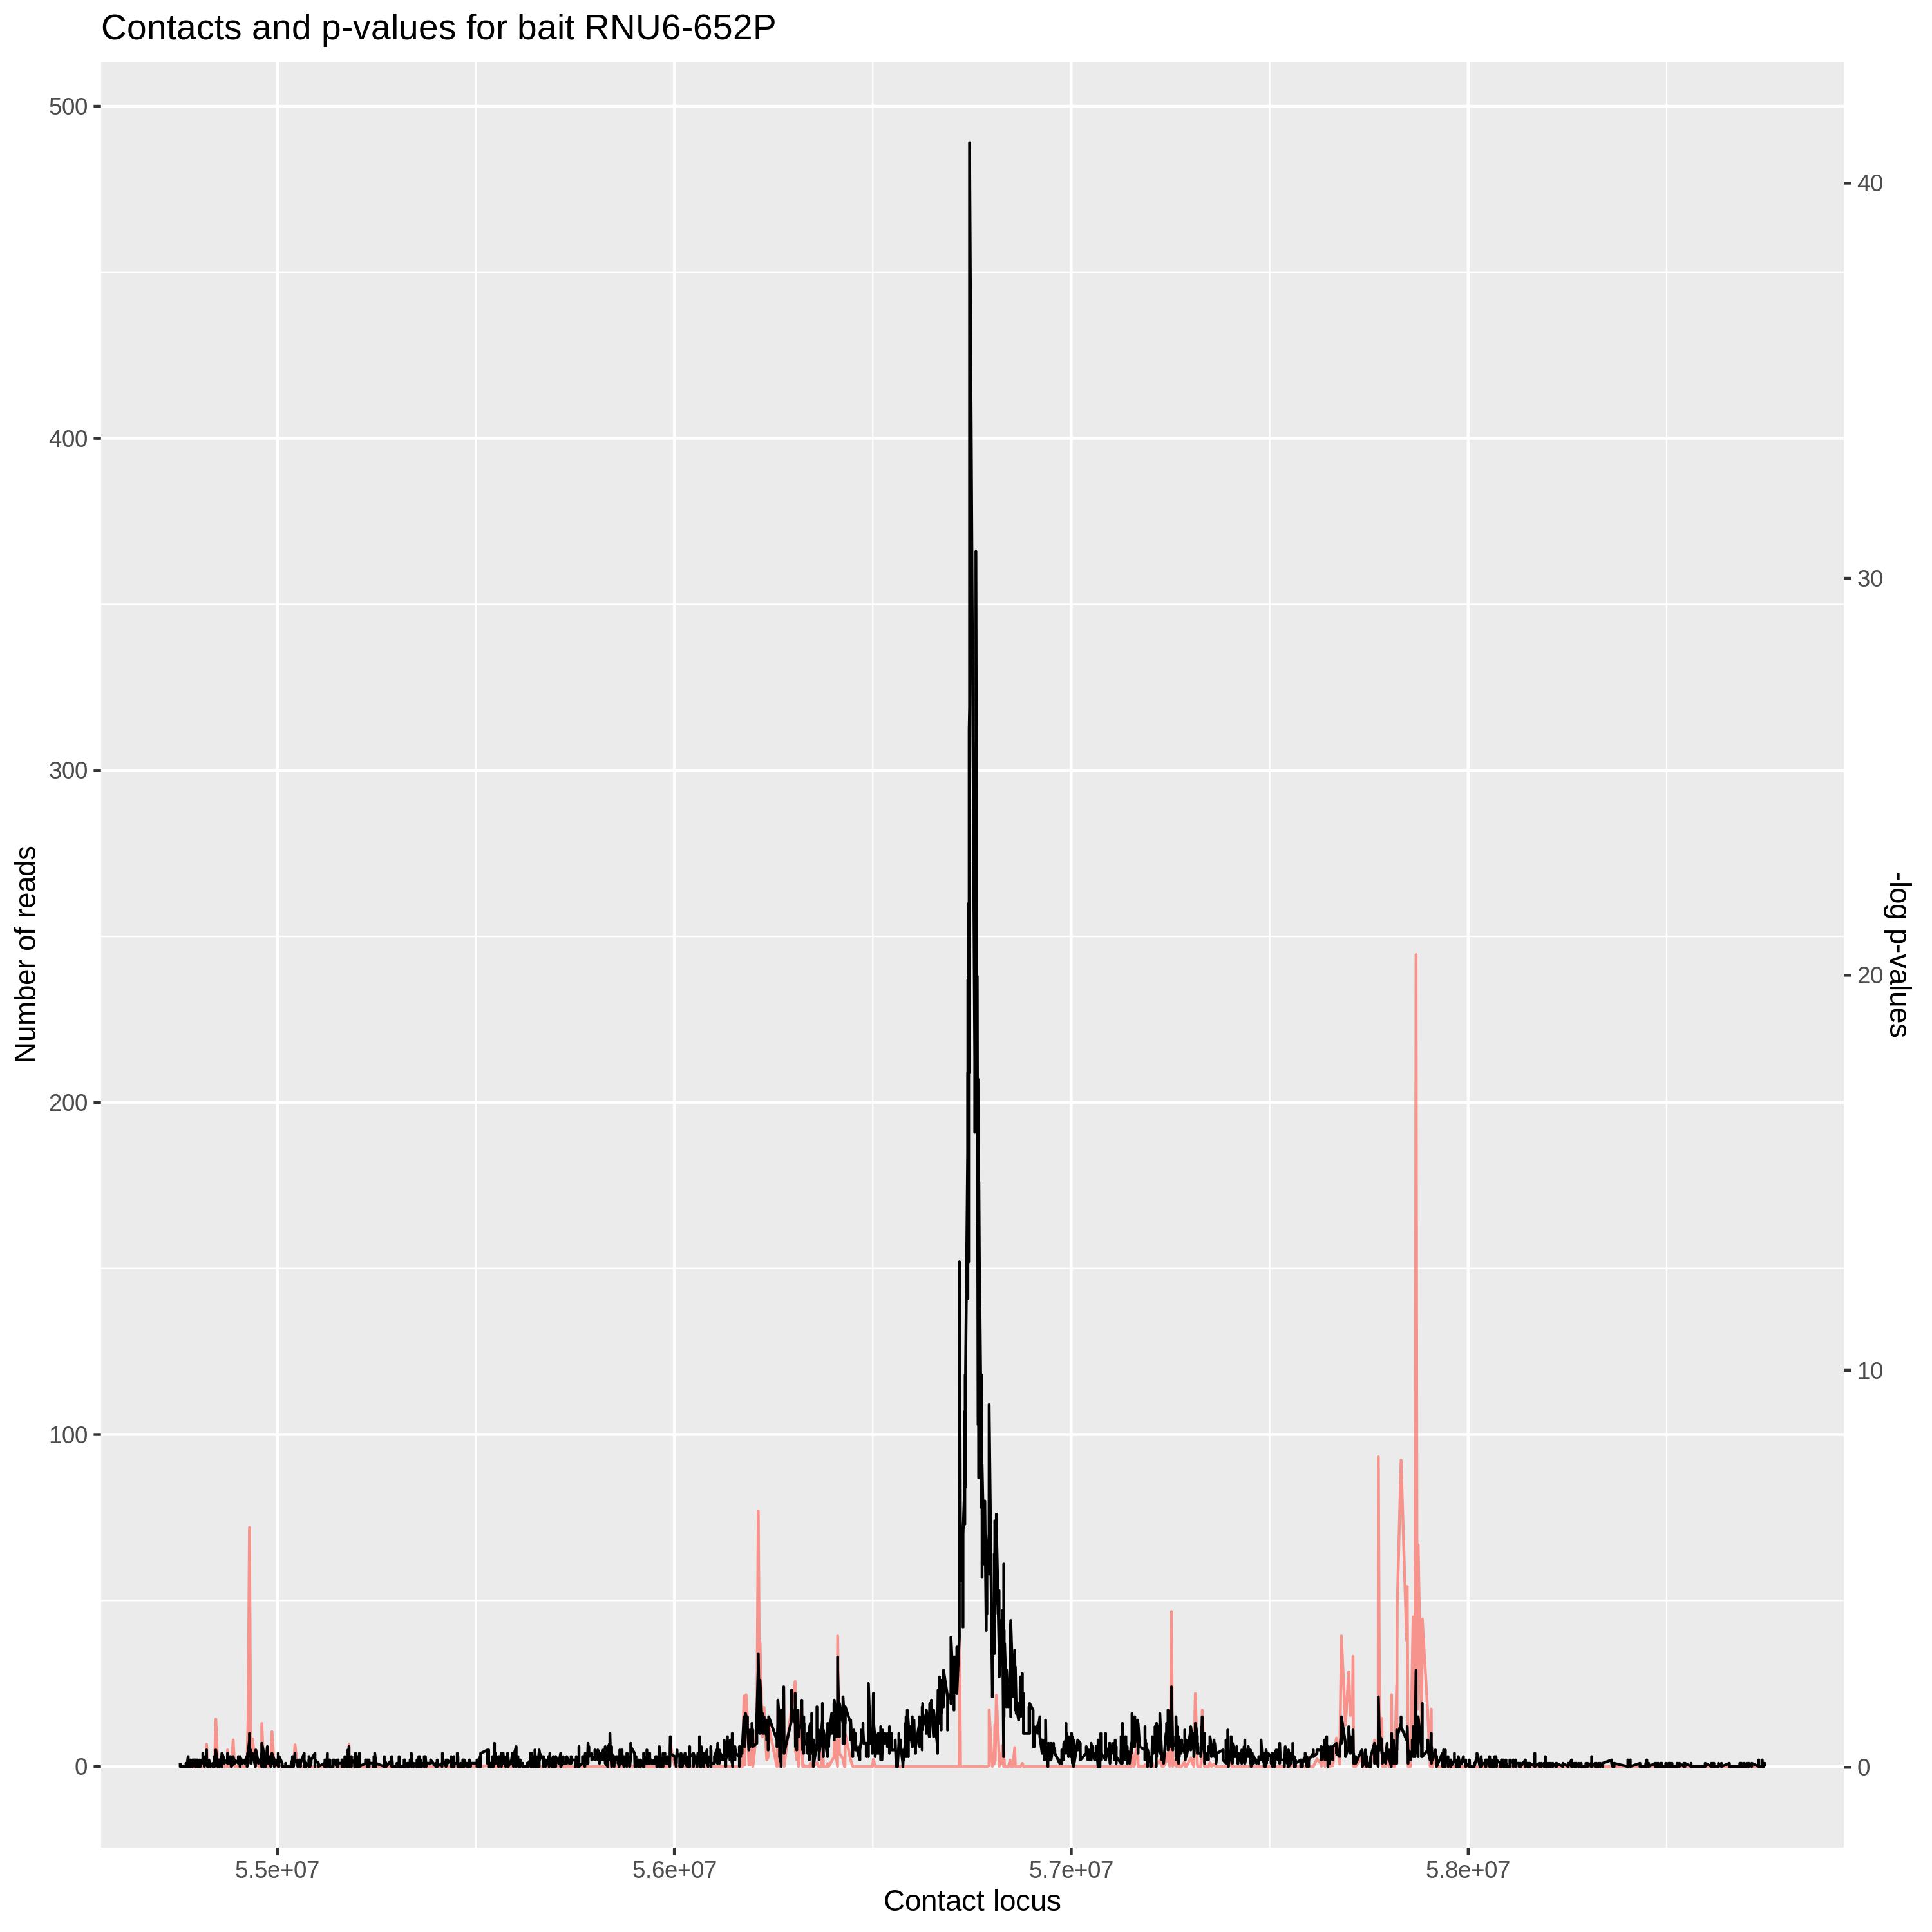 Contacts and p-values for bait RNU6-652P
500
400
300
200
100
0
Number of reads
40
30
20
10
0
-log p-values
5.5e+07 5.6e+07 5.7e+07 5.8e+07
Contact locus